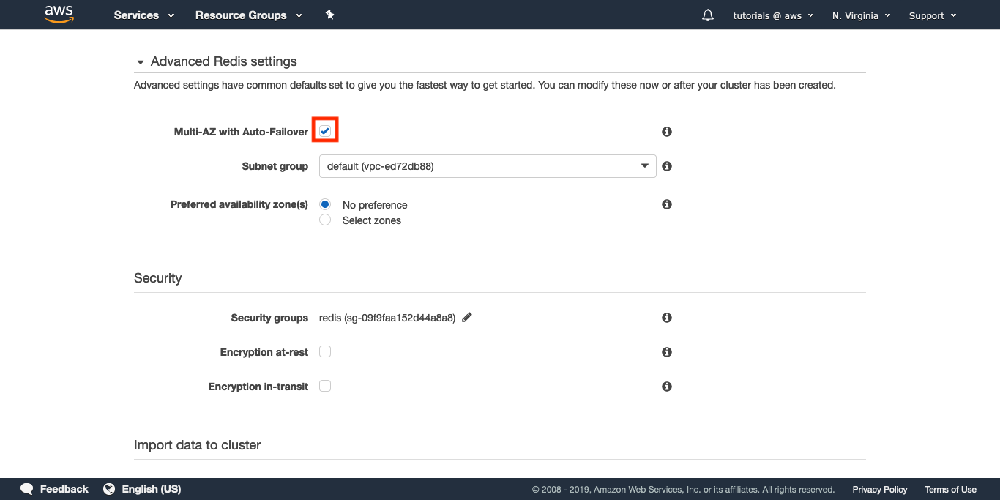 aws Services Resource Groups tutorials @ aws N. Virginia Support
Advanced Redis settings
Advanced settings have common defaults set to give you the fastest way to get started. You can modify these now or after your cluster has been created.
Multi-AZ with Auto-Failover
Subnet group default (vpc-ed72db88)
Preferred availability zone(s) No preference
Select zones
Security
Security groups redis (sg-09f9faa152d44a8a8)
Encryption at-rest
Encryption in-transit
Import data to cluster
Feedback English (US) © 2008 - 2019, Amazon Web Services, Inc. or its affiliates. All rights reserved. Privacy Policy Terms of Use